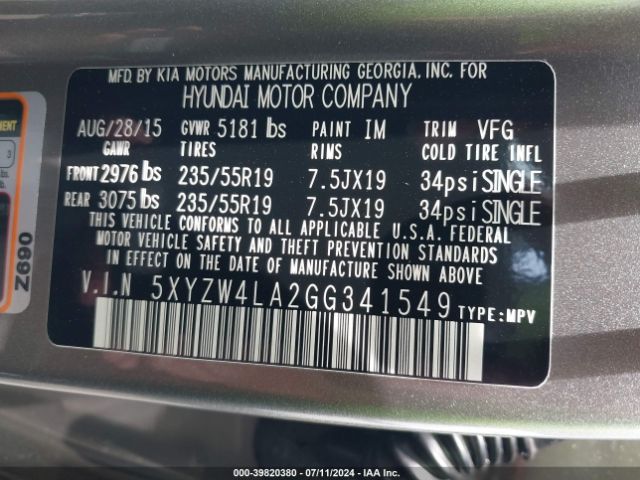 MFD. BY KIA MOTORS MANUFACTURING GEORGIA, INC. FOR
HYUNDAI MOTOR COMPANY
AUG/28/15 GVWR 5181 lbs PAINT IM TRIM VFG
GAWR TIRES RIMS COLD TIRE INFL
FRONT 2976 lbs 235/55R19 7.5JX19 34psi SINGLE
REAR 3075 lbs 235/55R19 7.5JX19 34psi SINGLE
THIS VEHICLE CONFORMS TO ALL APPLICABLE U.S.A. FEDERAL
MOTOR VEHICLE SAFETY AND THEFT PREVENTION STANDARDS
IN EFFECT ON THE DATE OF MANUFACTURE SHOWN ABOVE.
V.I.N 5XYZW4LA2GG341549 TYPE:MPV
3
Z690
000-39820380 - 07/11/2024 - IAA Inc.